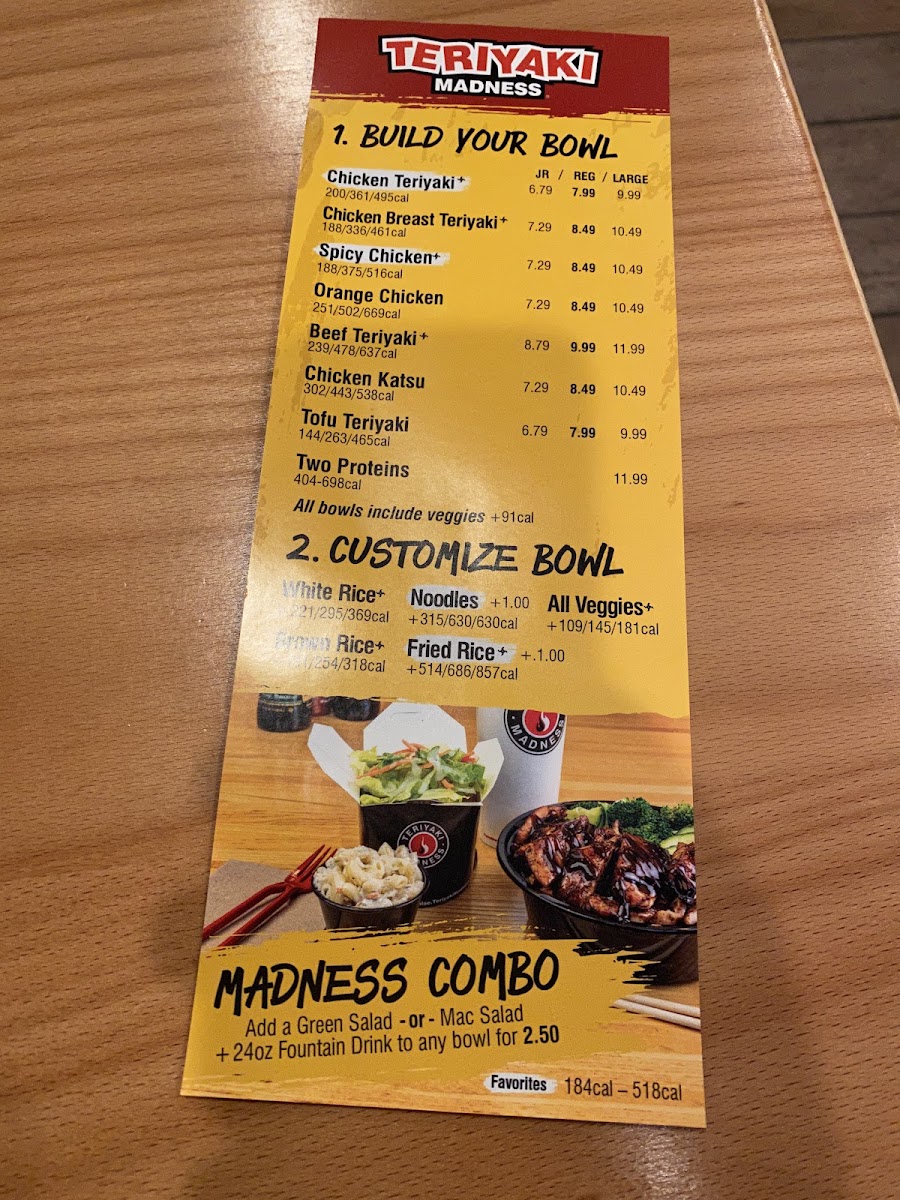 TERIYAKI
MADNESS
1. BUILD YOUR BOWL
JR / REG / LARGE
Chicken Teriyaki+ 6.79 7.99 9.99
200/361/495cal
Chicken Breast Teriyaki+ 7.29 8.49 10.49
188/336/461cal
Spicy Chicken+ 7.29 8.49 10.49
188/375/516cal
Orange Chicken 7.29 8.49 10.49
251/502/669cal
Beef Teriyaki+ 8.79 9.99 11.99
239/478/637cal
Chicken Katsu 7.29 8.49 10.49
302/443/538cal
Tofu Teriyaki 6.79 7.99 9.99
144/263/465cal
Two Proteins 11.99
404-698cal
All bowls include veggies +91cal
2. CUSTOMIZE BOWL
White Rice+ Noodles +1.00 All Veggies+
+221/295/369cal +315/630/630cal +109/145/181cal
Brown Rice+ Fried Rice+ +.1.00
/254/318cal +514/686/857cal
MADNESS
TERIYAKI
MADNESS
MADNESS COMBO
Add a Green Salad -or- Mac Salad
+ 24oz Fountain Drink to any bowl for 2.50
Favorites 184cal – 518cal